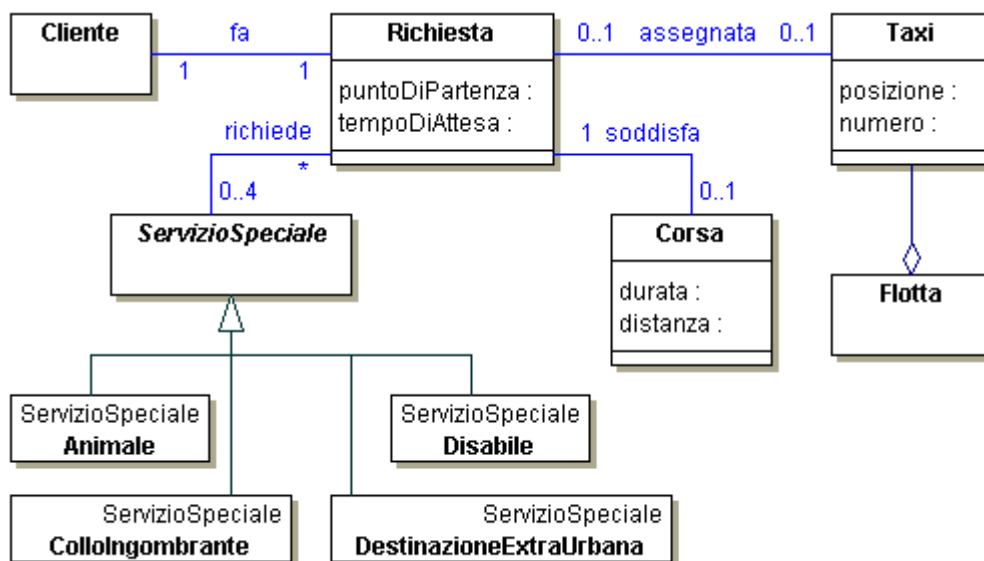 Cliente
fa
1
1
Richiesta
puntoDiPartenza :
tempoDiAttesa :
0..1 assegnata 0..1
Taxi
posizione :
numero :
richiede
*
0..4
1 soddisfa
0..1
ServizioSpeciale
Corsa
durata :
distanza :
Flotta
ServizioSpeciale
Animale
ServizioSpeciale
Disabile
ServizioSpeciale
ColloIngombrante
ServizioSpeciale
DestinazioneExtraUrbana